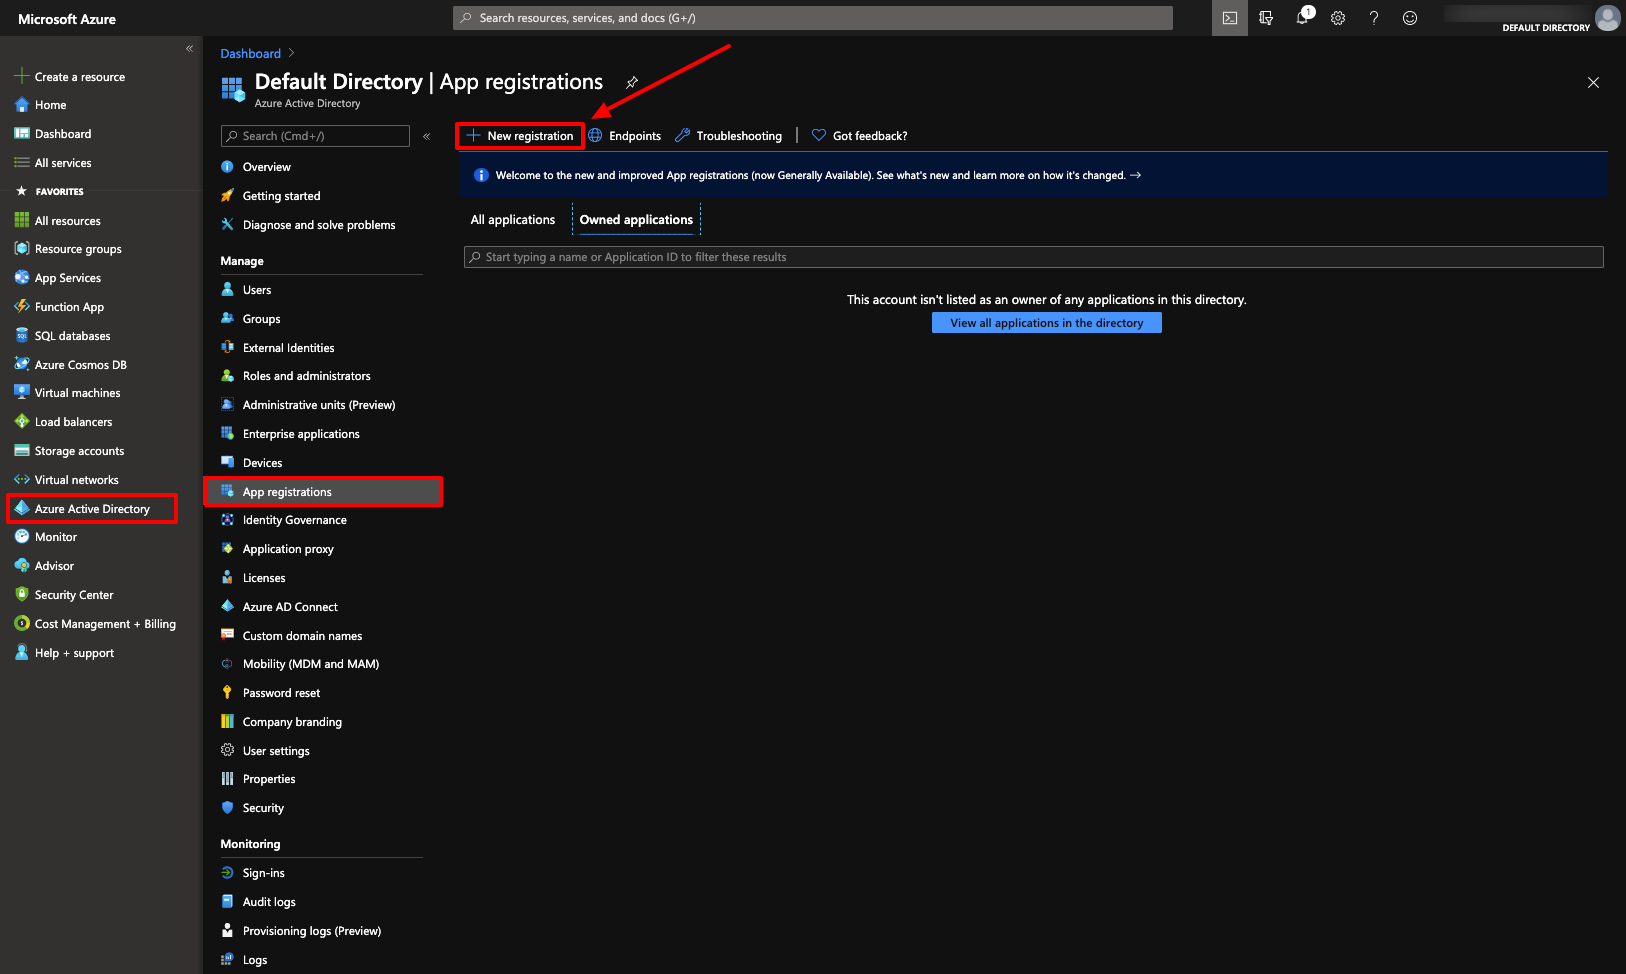 Microsoft Azure
Search resources, services, and docs (G+/)
1
DEFAULT DIRECTORY
«
Create a resource
Home
Dashboard
All services
FAVORITES
All resources
Resource groups
App Services
Function App
SQL databases
Azure Cosmos DB
Virtual machines
Load balancers
Storage accounts
Virtual networks
Azure Active Directory
Monitor
Advisor
Security Center
Cost Management + Billing
Help + support
Dashboard >
Default Directory | App registrations
Azure Active Directory
Search (Cmd+/)
«
Overview
Getting started
Diagnose and solve problems
Manage
Users
Groups
External Identities
Roles and administrators
Administrative units (Preview)
Enterprise applications
Devices
App registrations
Identity Governance
Application proxy
Licenses
Azure AD Connect
Custom domain names
Mobility (MDM and MAM)
Password reset
Company branding
User settings
Properties
Security
Monitoring
Sign-ins
Audit logs
Provisioning logs (Preview)
Logs
New registration Endpoints Troubleshooting | Got feedback?
Welcome to the new and improved App registrations (now Generally Available). See what's new and learn more on how it's changed. →
All applications Owned applications
Start typing a name or Application ID to filter these results
This account isn't listed as an owner of any applications in this directory.
View all applications in the directory